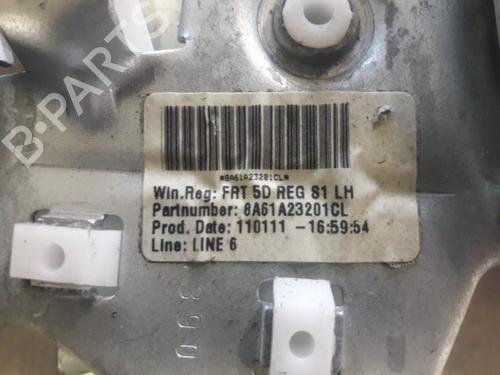 B-PARTS
*8A61A23201CL*
Win.Reg: FRT 5D REG S1 LH
Partnumber: 8A61A23201CL
Prod. Date: 110111 -16:59:54
Line: LINE 6
390